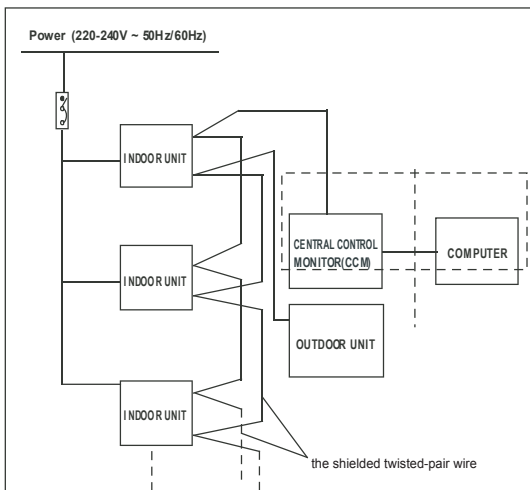 Power (220-240V ~ 50Hz/60Hz)
INDOOR UNIT
INDOOR UNIT
CENTRAL CONTROL
MONITOR(CCM)
COMPUTER
OUTDOOR UNIT
INDOOR UNIT
the shielded twisted-pair wire